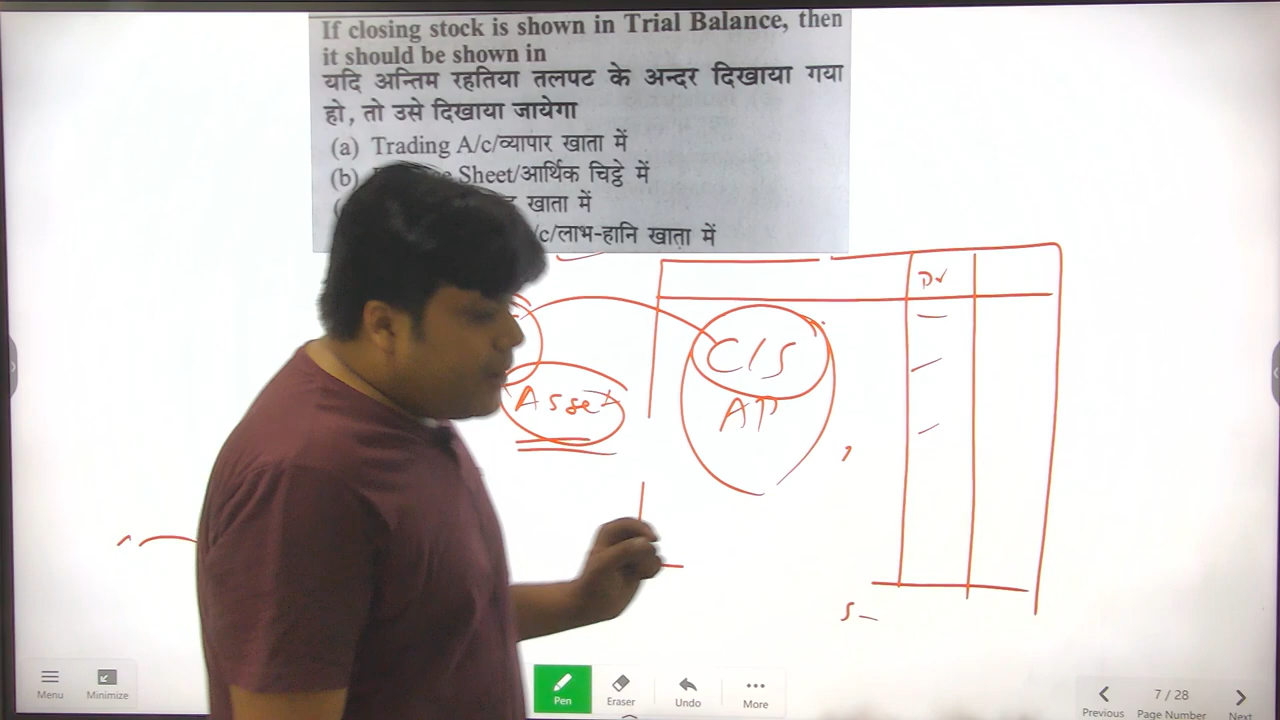 If closing stock is shown in Trial Balance, then
it should be shown in
यदि अन्तिम रहतिया तलपट के अन्दर दिखाया गया
हो, तो उसे दिखाया जायेगा
(a) Trading A/c/व्यापार खाता में
(b) Sheet/आर्थिक चिट्ठे में
खाता में
/c/लाभ-हानि खाता में
Dr
C/S
Asset
AP
Menu
Minimize
Pen
Eraser
Undo
More
7 / 28
Previous
Page Number
Next